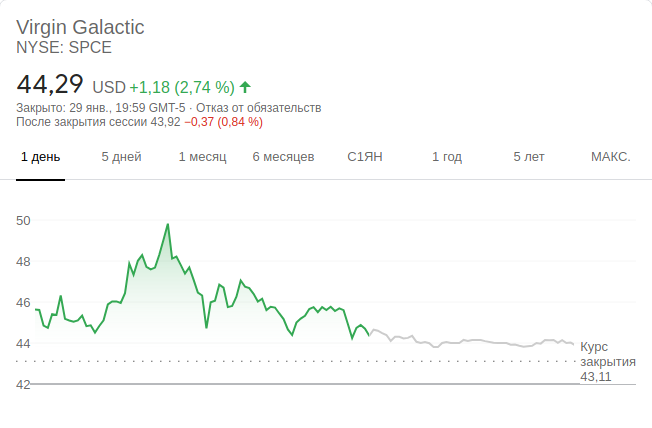 Virgin Galactic
NYSE: SPCE
44,29 USD +1,18 (2,74 %)
Закрыто: 29 янв., 19:59 GMT-5 · Отказ от обязательств
После закрытия сессии 43,92 −0,37 (0,84 %)
1 день 5 дней 1 месяц 6 месяцев С1ЯН 1 год 5 лет МАКС.
50
48
46
44
Курс
закрытия
43,11
42